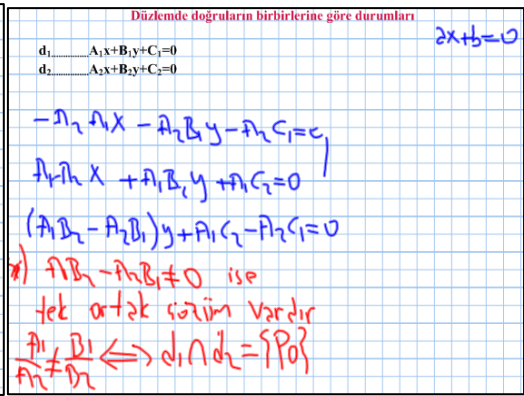 Düzlemde doğruların birbirlerine göre durumları
2x+b=0
d₁..............A₁x+B₁y+C₁=0
d₂..............A₂x+B₂y+C₂=0
-A₂A₁x - A₂B₁y - A₂C₁=0
A₁A₂x + A₁B₂y + A₁C₂=0
(A₁B₂ - A₂B₁)y + A₁C₂ - A₂C₁=0
A₁B₂ - A₂B₁≠0 ise
tek ortak çözüm vardır
A₁/A₂ ≠ B₁/B₂ ⇔ d₁∩d₂={P₀}